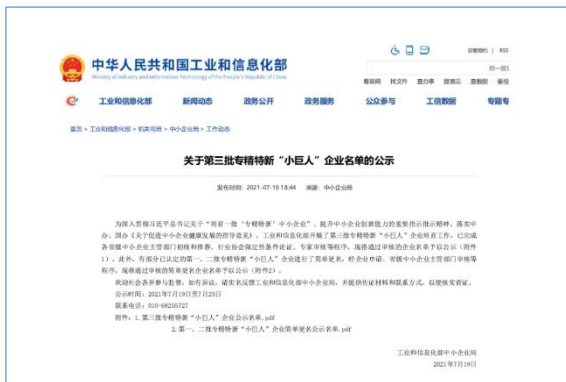 访客预约 | RSS
中华人民共和国工业和信息化部
Ministry of Industry and Information Technology of the People's Republic of China
看新闻 找文件 查办事 提意见 查数据 要投
工业和信息化部 新闻动态 政务公开 政务服务 公众参与 工信数据 专题专
首页 > 工业和信息化部 > 机关司局 > 中小企业局 > 工作动态
关于第三批专精特新“小巨人”企业名单的公示
发布时间：2021-07-19 18:44 来源：中小企业局
为深入贯彻习近平总书记关于“培育一批‘专精特新’中小企业”、提升中小企业创新能力的重要指示批示精神，落实中
办、国办《关于促进中小企业健康发展的指导意见》，工业和信息化部开展了第三批专精特新“小巨人”企业培育工作，已完成
各省级中小企业主管部门初核和推荐、行业协会限定性条件论证、专家审核等程序，现将通过审核的企业名单予以公示（附件
1）。此外，有部分已认定的第一、二批专精特新“小巨人”企业进行了简单更名，经企业申请、省级中小企业主管部门审核等
程序，现将通过审核的简单更名企业名单予以公示（附件2）。
欢迎社会各界参与监督，如有异议，请实名反馈工业和信息化部中小企业局，并提供佐证材料和联系方式，以便核实查证。
公示时间：2021年7月19日至7月23日
联系电话：010-68205727
附件：1.第三批专精特新“小巨人”企业公示名单.pdf
2.第一、二批专精特新“小巨人”企业简单更名公示名单.pdf
工业和信息化部中小企业局
2021年7月19日